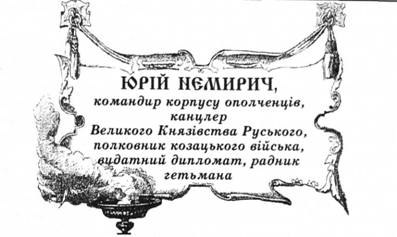 ЮРІЙ НЕМИРИЧ,
командир корпусу ополченців,
канцлер
Великого Князівства Руського,
полковник козацького війська,
видатний дипломат, радник
гетьмана